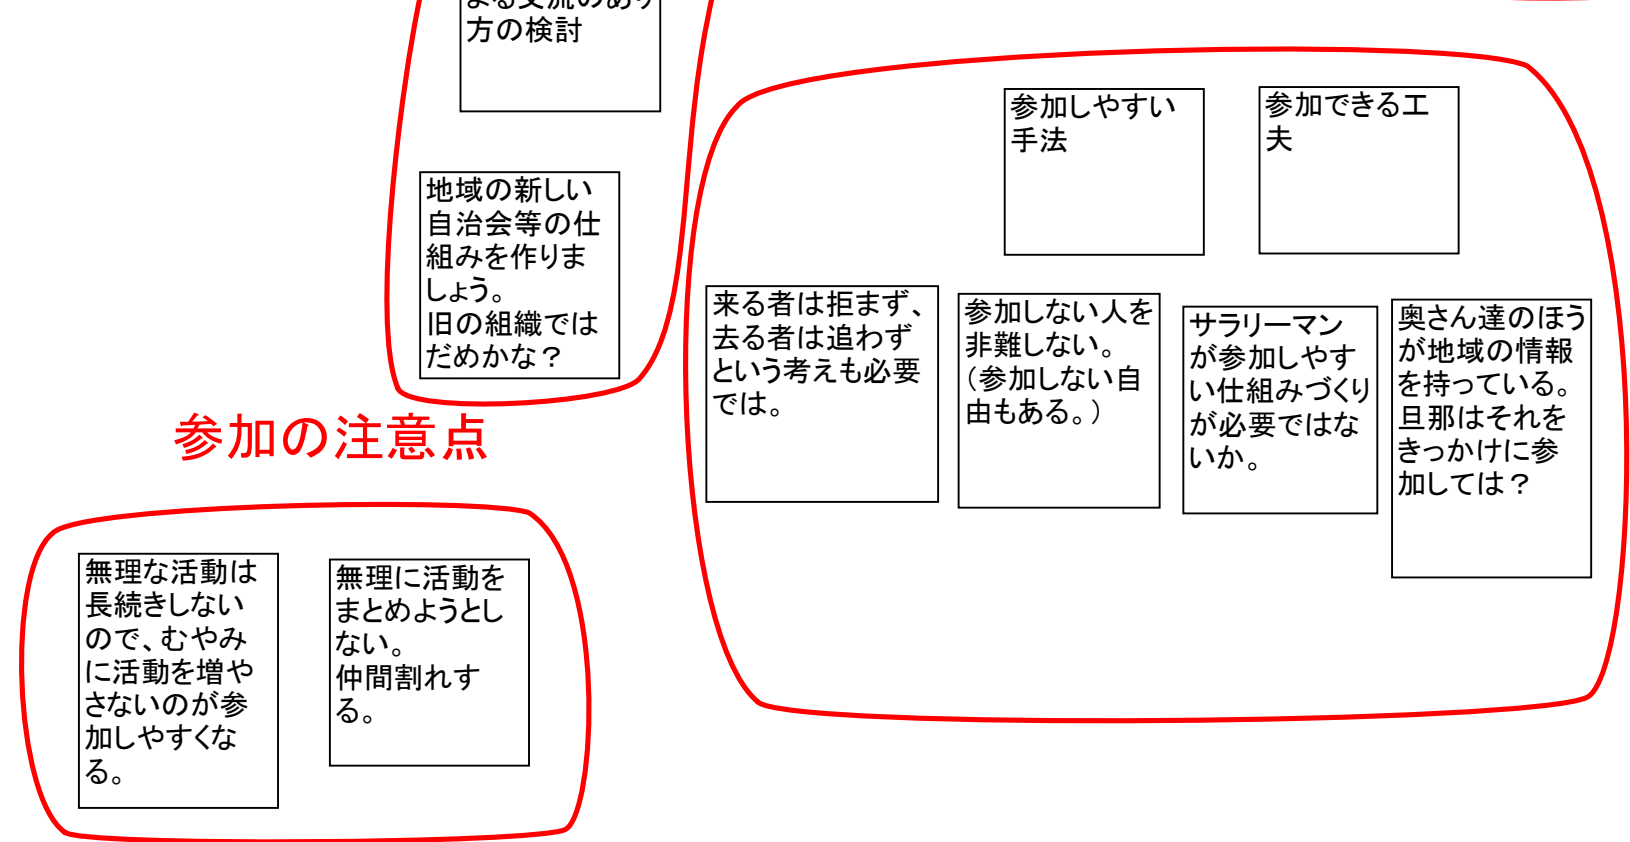 方の検討
地域の新しい
自治会等の仕
組みを作りま
しょう。
旧の組織では
だめかな？
参加しやすい
手法
参加できる工
夫
来る者は拒まず、
去る者は追わず
という考えも必要
では。
参加しない人を
非難しない。
（参加しない自
由もある。）
サラリーマン
が参加しやす
い仕組みづくり
が必要ではな
いか。
奥さん達のほう
が地域の情報
を持っている。
旦那はそれを
きっかけに参
加しては？
参加の注意点
無理な活動は
長続きしない
ので、むやみ
に活動を増や
さないのが参
加しやすくな
る。
無理に活動を
まとめようとし
ない。
仲間割れす
る。